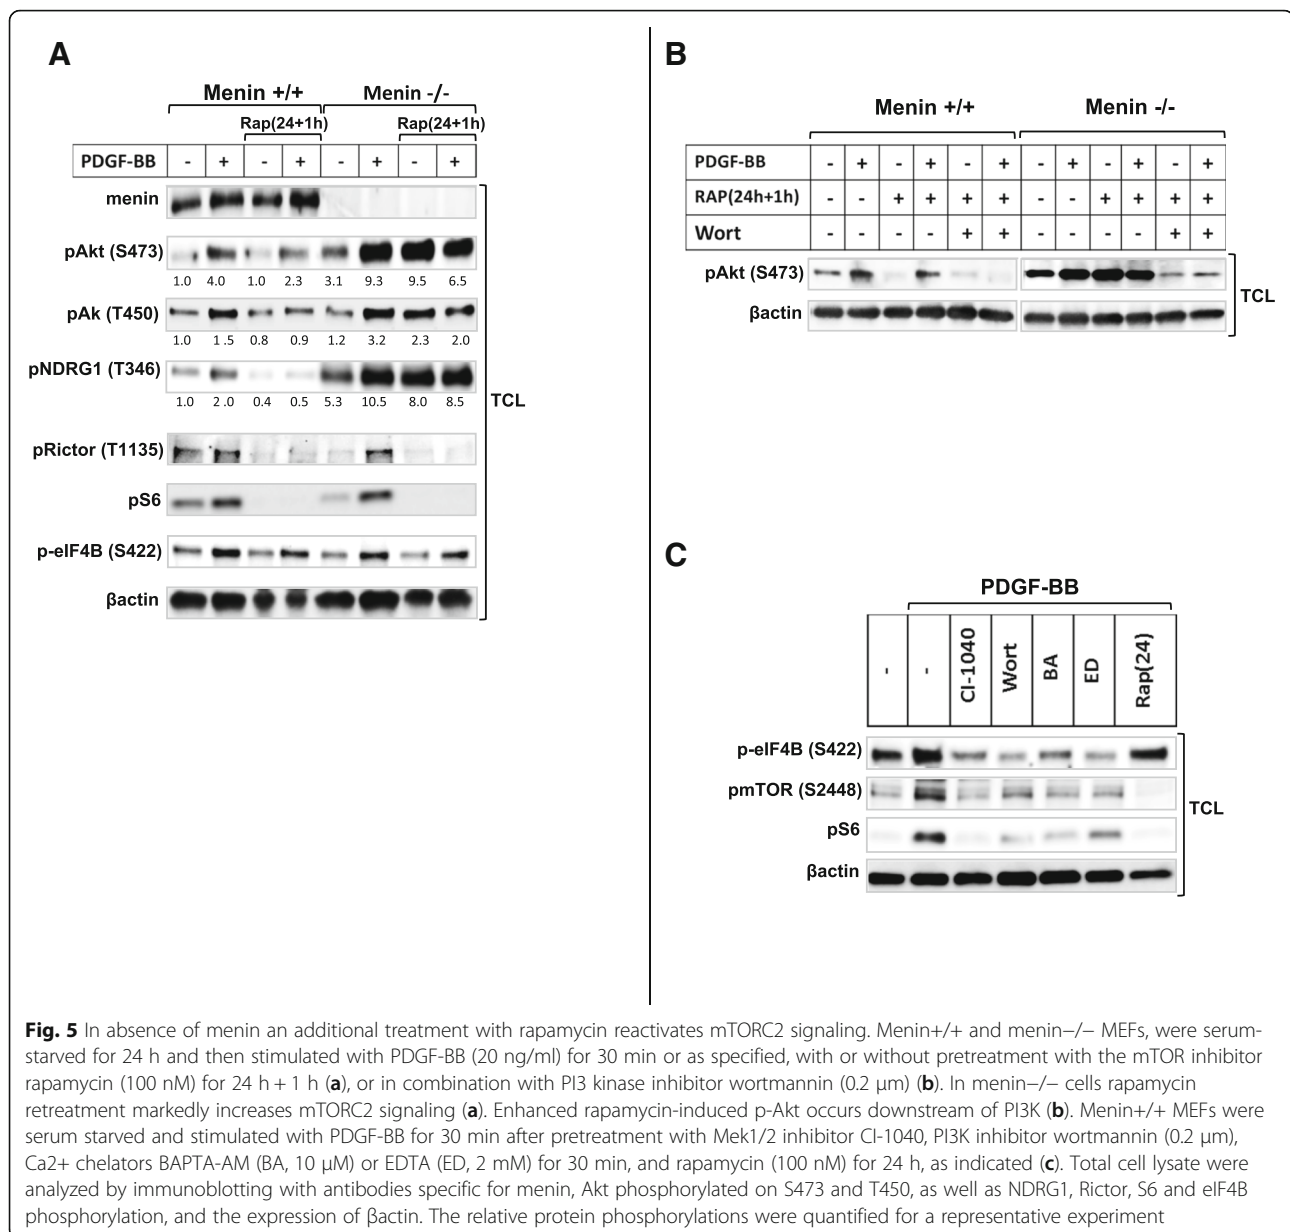 A
Menin +/+ Menin -/-
Rap(24+1h) Rap(24+1h)
PDGF-BB - + - + - + - +
menin
pAkt (S473)
1.0 4.0 1.0 2.3 3.1 9.3 9.5 6.5
pAk (T450)
1.0 1.5 0.8 0.9 1.2 3.2 2.3 2.0
pNDRG1 (T346)
1.0 2.0 0.4 0.5 5.3 10.5 8.0 8.5
TCL
pRictor (T1135)
pS6
p-eIF4B (S422)
βactin
B
Menin +/+ Menin -/-
PDGF-BB - + - + - + - + - + - +
RAP(24h+1h) - - + + + + - - + + + +
Wort - - - - + + - - - - + +
pAkt (S473)
TCL
βactin
C
PDGF-BB
- - CI-1040 Wort BA ED Rap(24)
p-eIF4B (S422)
pmTOR (S2448)
TCL
pS6
βactin
Fig. 5 In absence of menin an additional treatment with rapamycin reactivates mTORC2 signaling. Menin+/+ and menin−/− MEFs, were serum-
starved for 24 h and then stimulated with PDGF-BB (20 ng/ml) for 30 min or as specified, with or without pretreatment with the mTOR inhibitor
rapamycin (100 nM) for 24 h + 1 h (a), or in combination with PI3 kinase inhibitor wortmannin (0.2 μm) (b). In menin−/− cells rapamycin
retreatment markedly increases mTORC2 signaling (a). Enhanced rapamycin-induced p-Akt occurs downstream of PI3K (b). Menin+/+ MEFs were
serum starved and stimulated with PDGF-BB for 30 min after pretreatment with Mek1/2 inhibitor CI-1040, PI3K inhibitor wortmannin (0.2 μm),
Ca2+ chelators BAPTA-AM (BA, 10 μM) or EDTA (ED, 2 mM) for 30 min, and rapamycin (100 nM) for 24 h, as indicated (c). Total cell lysate were
analyzed by immunoblotting with antibodies specific for menin, Akt phosphorylated on S473 and T450, as well as NDRG1, Rictor, S6 and eIF4B
phosphorylation, and the expression of βactin. The relative protein phosphorylations were quantified for a representative experiment